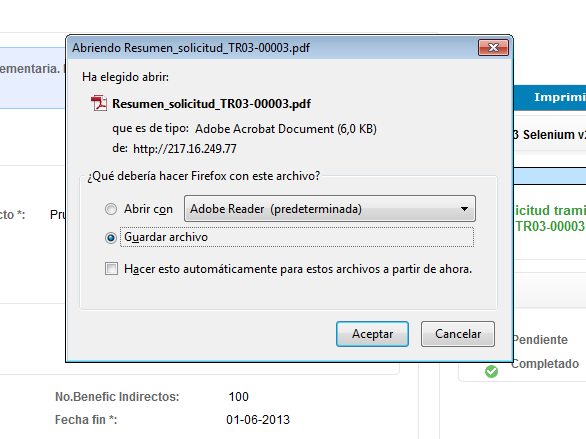 Abriendo Resumen_solicitud_TR03-00003.pdf
ementaria.
Ha elegido abrir:
Resumen_solicitud_TR03-00003.pdf
que es de tipo: Adobe Acrobat Document (6,0 KB)
de: http://217.16.249.77
¿Qué debería hacer Firefox con este archivo?
Abrir con Adobe Reader (predeterminada)
Guardar archivo
Hacer esto automáticamente para estos archivos a partir de ahora.
Aceptar Cancelar
Imprimi
3 Selenium v
icitud trami
TR03-00003
cto *: Pru
Pendiente
Completado
No.Benefic Indirectos: 100
Fecha fin *: 01-06-2013